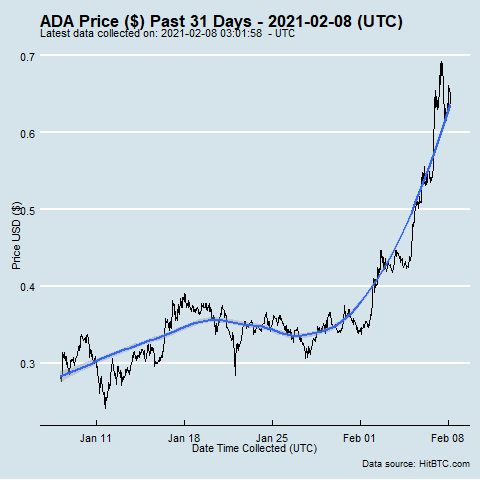 ADA Price ($) Past 31 Days - 2021-02-08 (UTC)
Latest data collected on: 2021-02-08 03:01:58 - UTC
0.7
0.6
0.5
0.4
0.3
Price USD ($)
Jan 11 Jan 18 Jan 25 Feb 01 Feb 08
Date Time Collected (UTC)
Data source: HitBTC.com